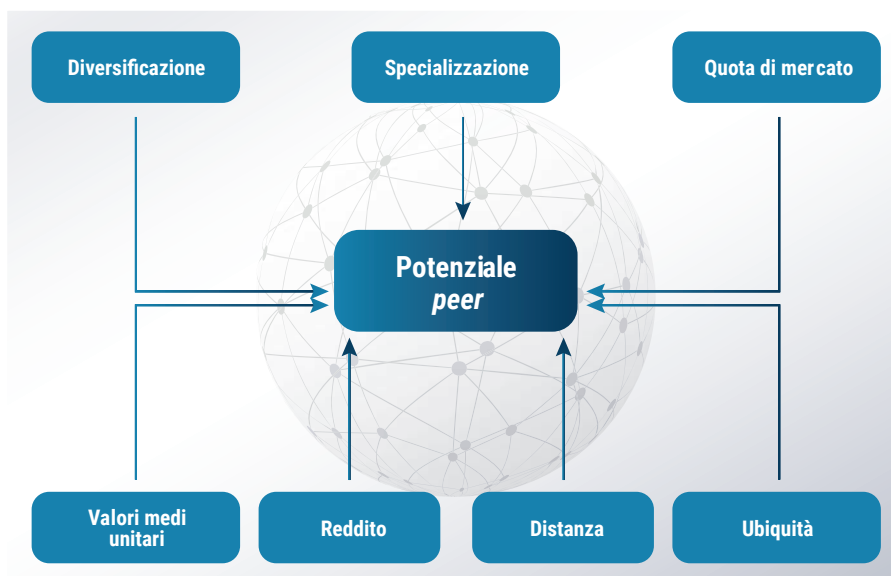 Diversificazione
Specializzazione
Quota di mercato
Potenziale
peer
Valori medi
unitari
Reddito
Distanza
Ubiquità